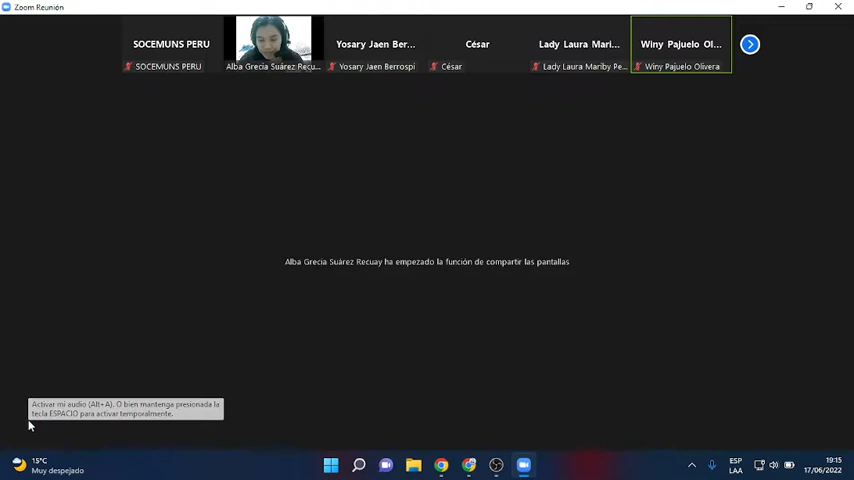 Zoom Reunión
SOCEMUNS PERU
Yosary Jaen Ber...
César
Lady Laura Mari...
Winy Pajuelo Ol...
SOCEMUNS PERU
Alba Grecia Suárez Recu...
Yosary Jaen Berrospi
César
Lady Laura Mariby Pe...
Winy Pajuelo Olivera
Alba Grecia Suárez Recuay ha empezado la función de compartir las pantallas
Activar mi audio (Alt+A). O bien mantenga presionada la
tecla ESPACIO para activar temporalmente.
15°C
Muy despejado
ESP
LAA
19:15
17/06/2022